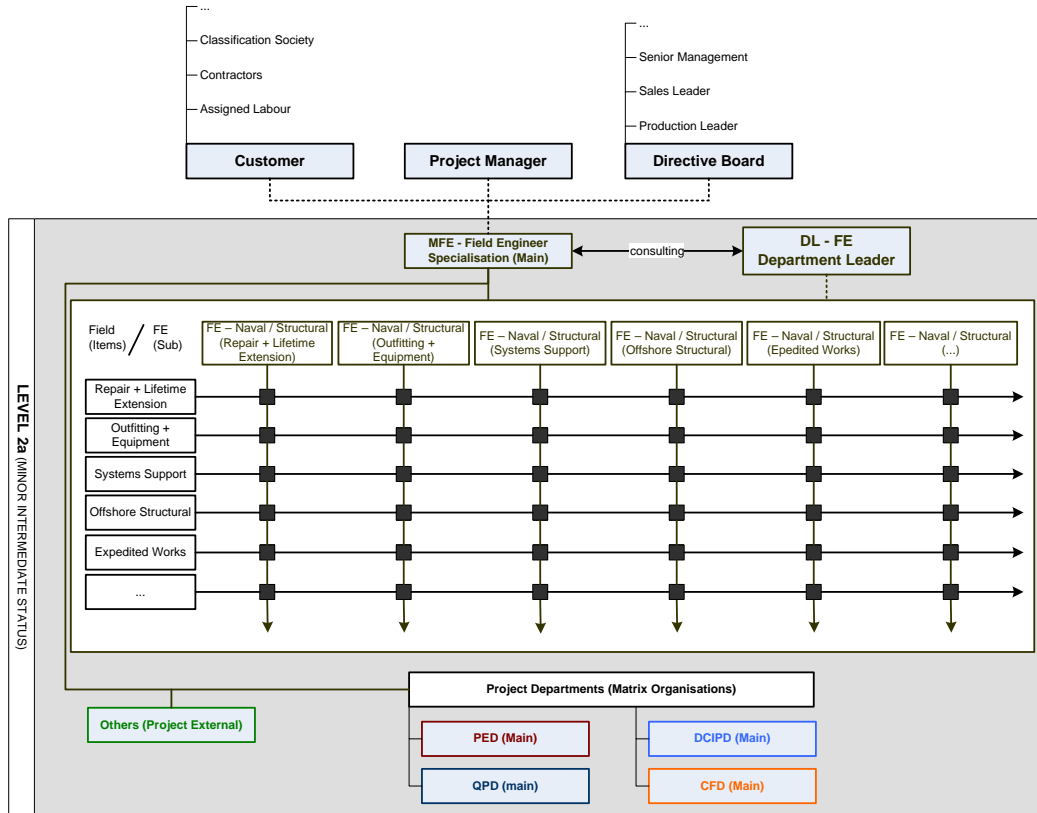 ...
Classification Society
Contractors
Assigned Labour
Customer
Project Manager
...
Senior Management
Sales Leader
Production Leader
Directive Board
LEVEL 2a (MINOR INTERMEDIATE STATUS)
MFE - Field Engineer
Specialisation (Main)
consulting
DL - FE
Department Leader
Field
(Items)
/
FE
(Sub)
FE – Naval / Structural
(Repair + Lifetime
Extension)
FE – Naval / Structural
(Outfitting +
Equipment)
FE – Naval / Structural
(Systems Support)
FE – Naval / Structural
(Offshore Structural)
FE – Naval / Structural
(Epedited Works)
FE – Naval / Structural
(...)
Repair + Lifetime
Extension
Outfitting +
Equipment
Systems Support
Offshore Structural
Expedited Works
...
Project Departments (Matrix Organisations)
Others (Project External)
PED (Main)
DCIPD (Main)
QPD (main)
CFD (Main)